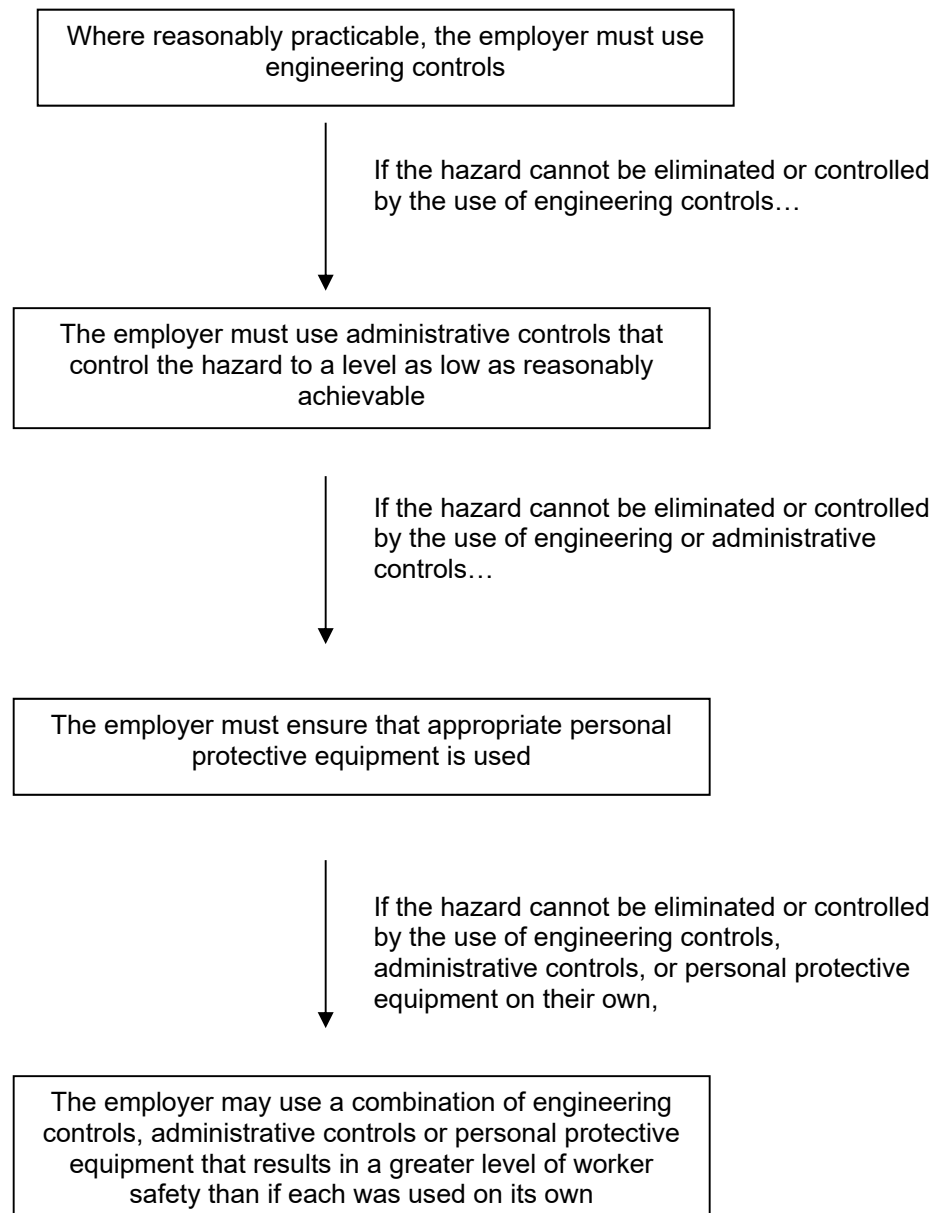 Where reasonably practicable, the employer must use
engineering controls
If the hazard cannot be eliminated or controlled
by the use of engineering controls…
The employer must use administrative controls that
control the hazard to a level as low as reasonably
achievable
If the hazard cannot be eliminated or controlled
by the use of engineering or administrative
controls…
The employer must ensure that appropriate personal
protective equipment is used
If the hazard cannot be eliminated or controlled
by the use of engineering controls,
administrative controls, or personal protective
equipment on their own,
The employer may use a combination of engineering
controls, administrative controls or personal protective
equipment that results in a greater level of worker
safety than if each was used on its own